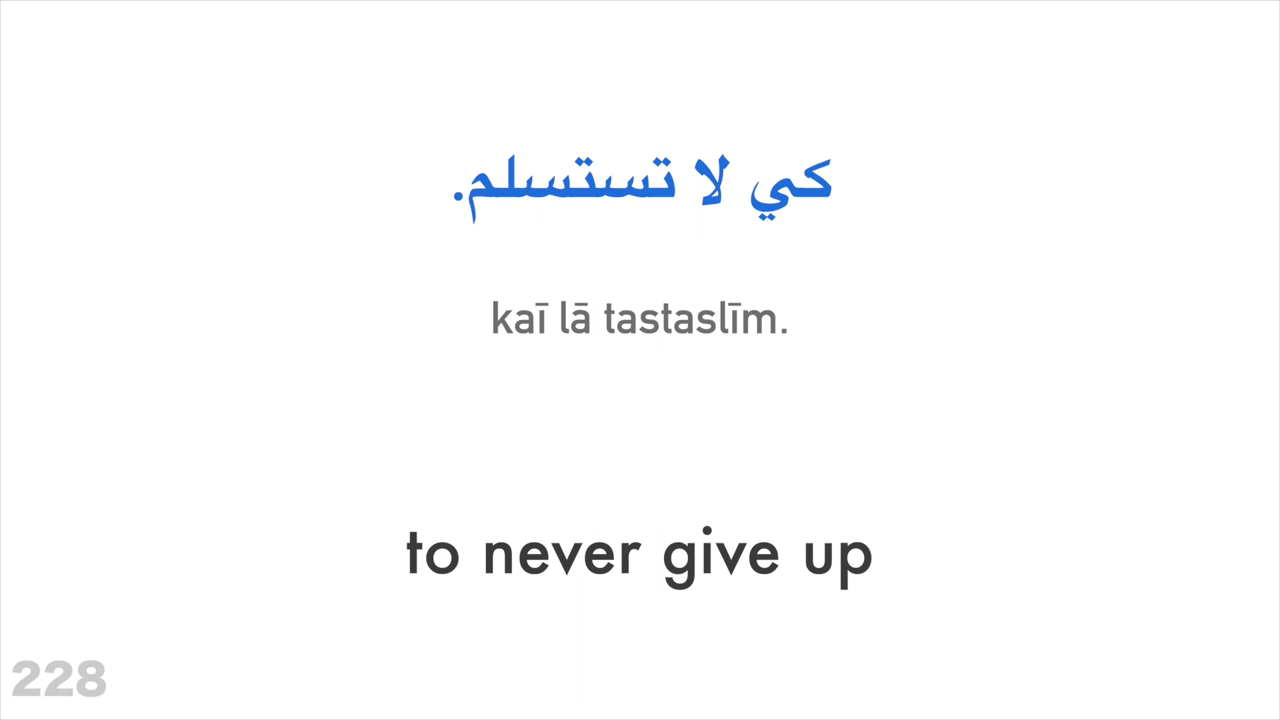 كي لا تستسلم.
kaī lā tastaslīm.
to never give up
228